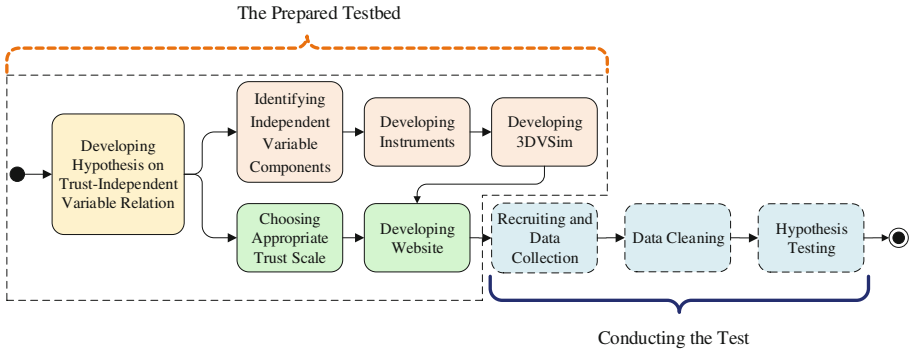 The Prepared Testbed
Developing
Hypothesis on
Trust-Independent
Variable Relation
Identifying
Independent
Variable
Components
Developing
Instruments
Developing
3DVSim
Choosing
Appropriate
Trust Scale
Developing
Website
Recruiting and
Data
Collection
Data Cleaning
Hypothesis
Testing
Conducting the Test